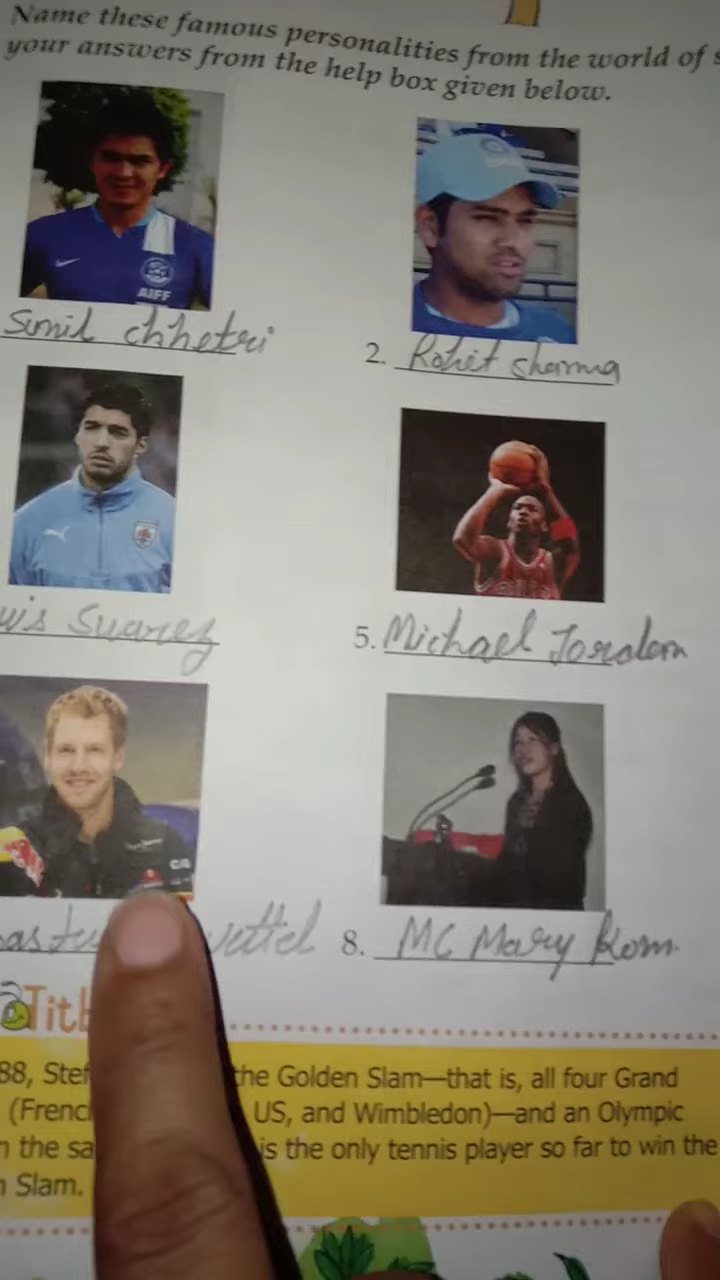 Name these famous personalities from the world of s
your answers from the help box given below.
AIFF
Sunil chhetri
2. Rohit sharma
uis Suarez
5. Michael Jordan
vettel
8. MC Mary Kom
Tit
88, Stef the Golden Slam—that is, all four Grand
(Frenc US, and Wimbledon)—and an Olympic
n the sa is the only tennis player so far to win the
n Slam.